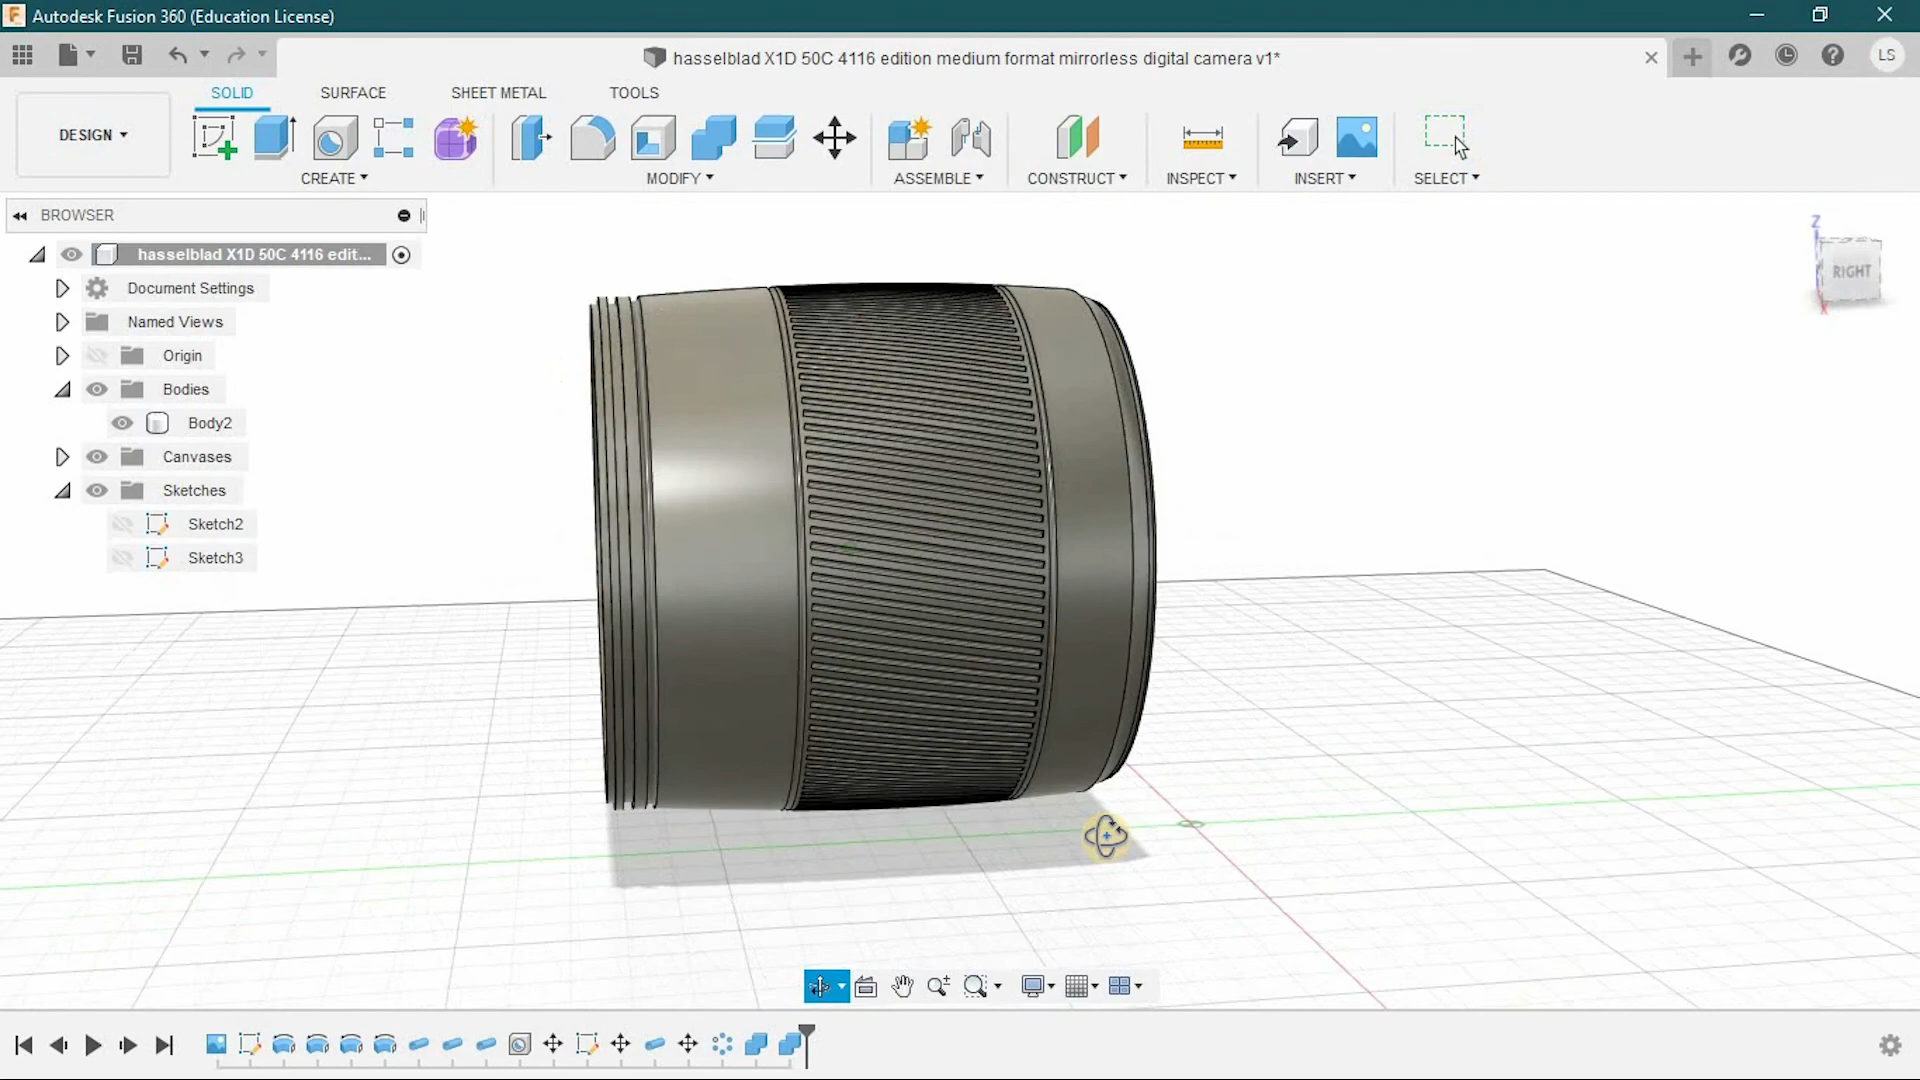 Autodesk Fusion 360 (Education License)
hasselblad X1D 50C 4116 edition medium format mirrorless digital camera v1*
LS
SOLID
SURFACE
SHEET METAL
TOOLS
DESIGN
CREATE
MODIFY
ASSEMBLE
CONSTRUCT
INSPECT
INSERT
SELECT
BROWSER
hasselblad X1D 50C 4116 edit...
Document Settings
Named Views
Origin
Bodies
Body2
Canvases
Sketches
Sketch2
Sketch3
Z
RIGHT
X